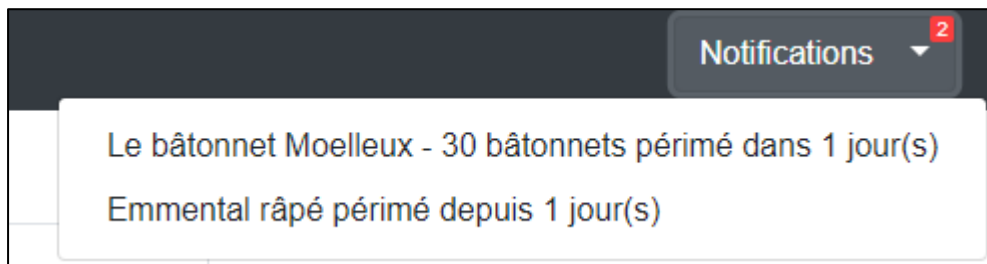 Notifications 2
Le bâtonnet Moelleux - 30 bâtonnets périmé dans 1 jour(s)
Emmental râpé périmé depuis 1 jour(s)